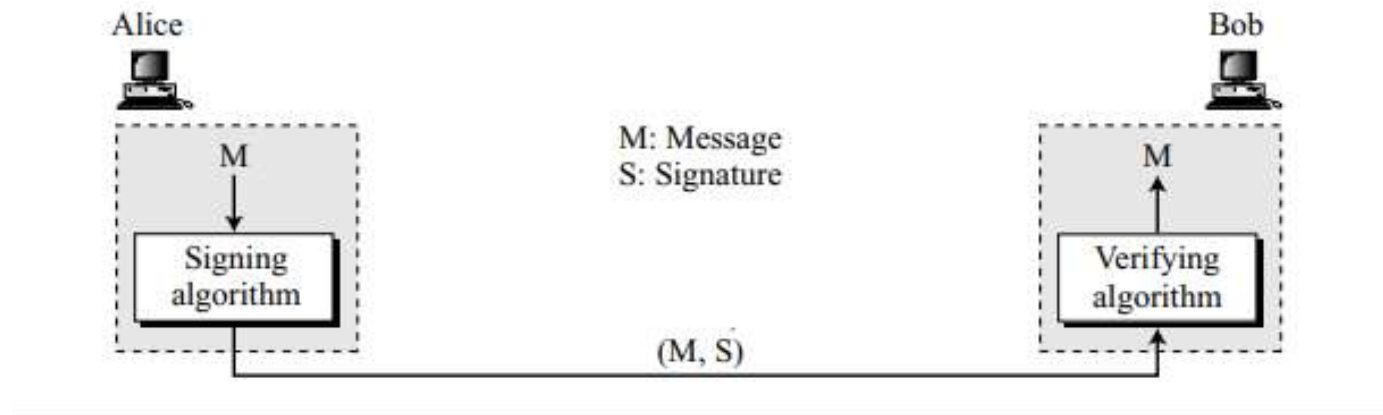 Alice
Bob
M: Message
S: Signature
M
Signing
algorithm
M
Verifying
algorithm
(M, S)